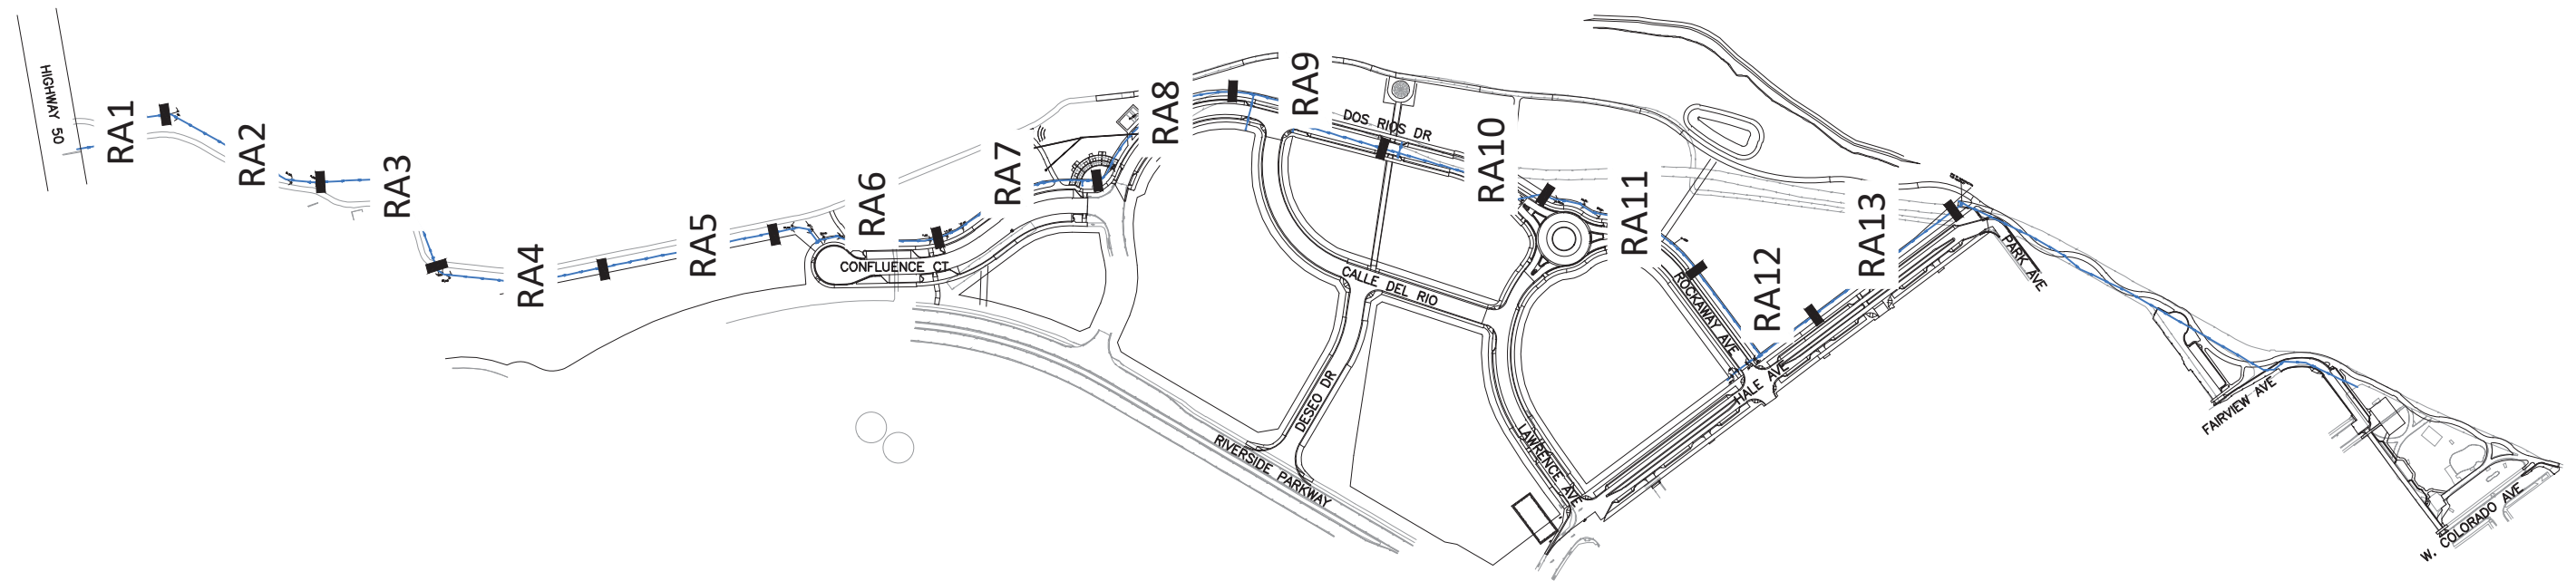 HIGHWAY 50
RA1
RA2
RA3
RA4
RA5
RA6
CONFLUENCE CT
RA7
RA8
RA9
DOS RIOS DR
RA10
RA11
CALLE DEL RIO
ROCKAWAY AVE
RA12
RA13
PARK AVE
HALE AVE
DESEO DR
LAWRENCE AVE
RIVERSIDE PARKWAY
FAIRVIEW AVE
W. COLORADO AVE